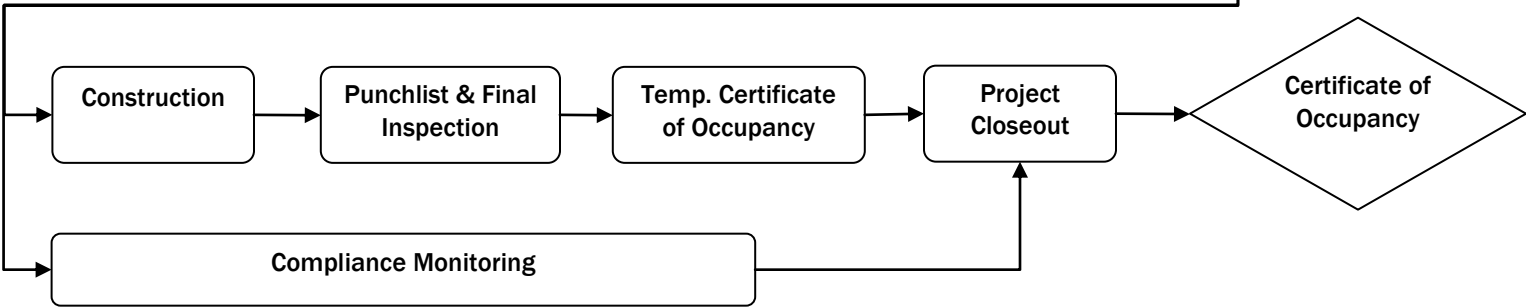 Construction
Punchlist & Final
Inspection
Temp. Certificate
of Occupancy
Project
Closeout
Certificate of
Occupancy
Compliance Monitoring